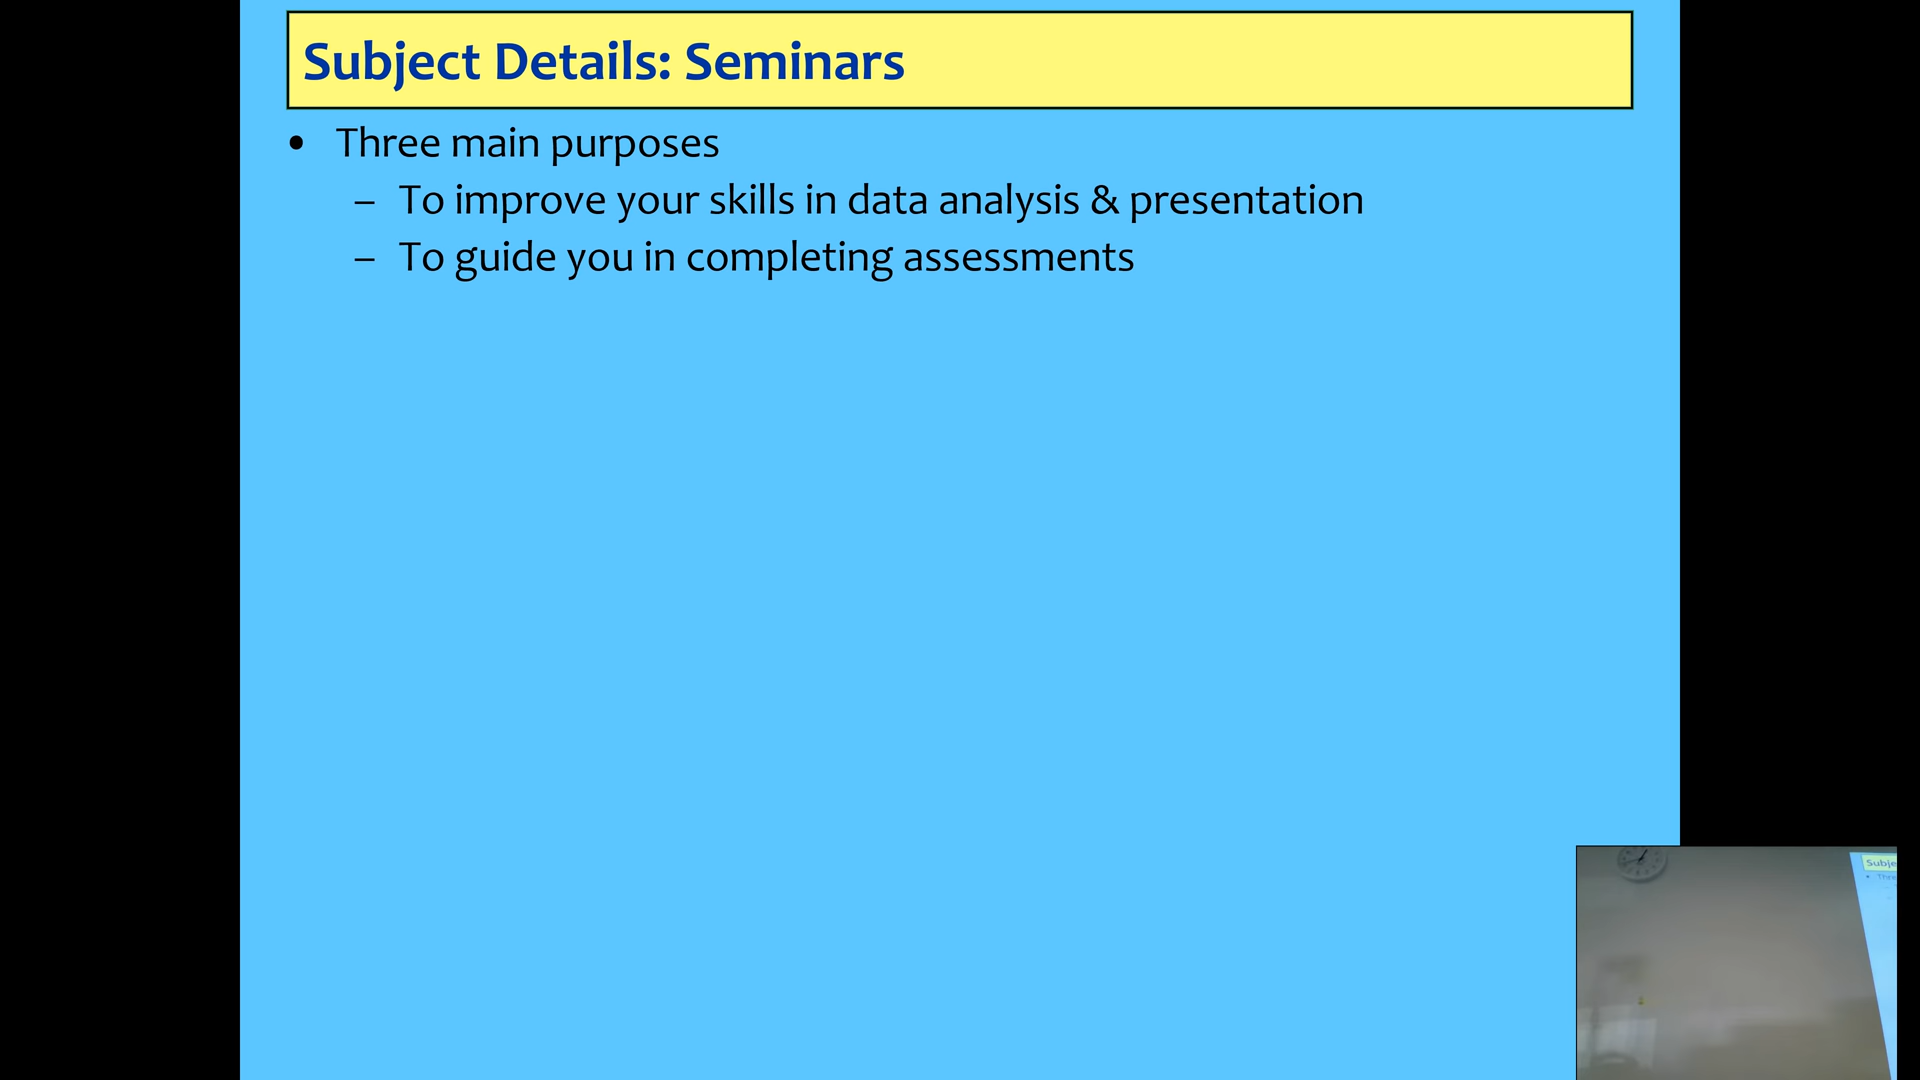 Subject Details: Seminars
• Three main purposes
– To improve your skills in data analysis & presentation
– To guide you in completing assessments
Subje